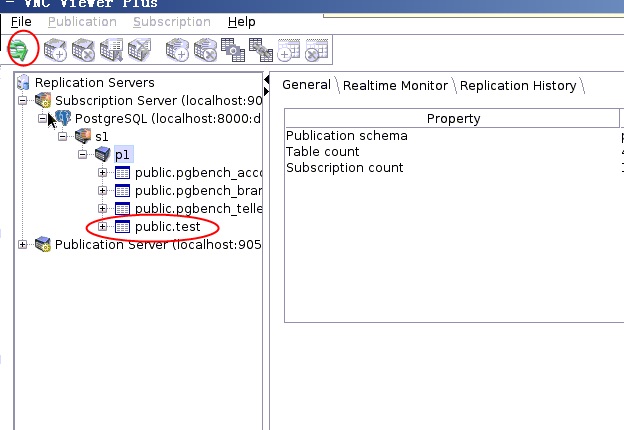 VNC Viewer Plus
File Publication Subscription Help
Replication Servers
Subscription Server (localhost:90
PostgreSQL (localhost:8000:d
s1
p1
public.pgbench_acco
public.pgbench_bran
public.pgbench_telle
public.test
Publication Server (localhost:905
General Realtime Monitor Replication History
Property
Publication schema
Table count
Subscription count